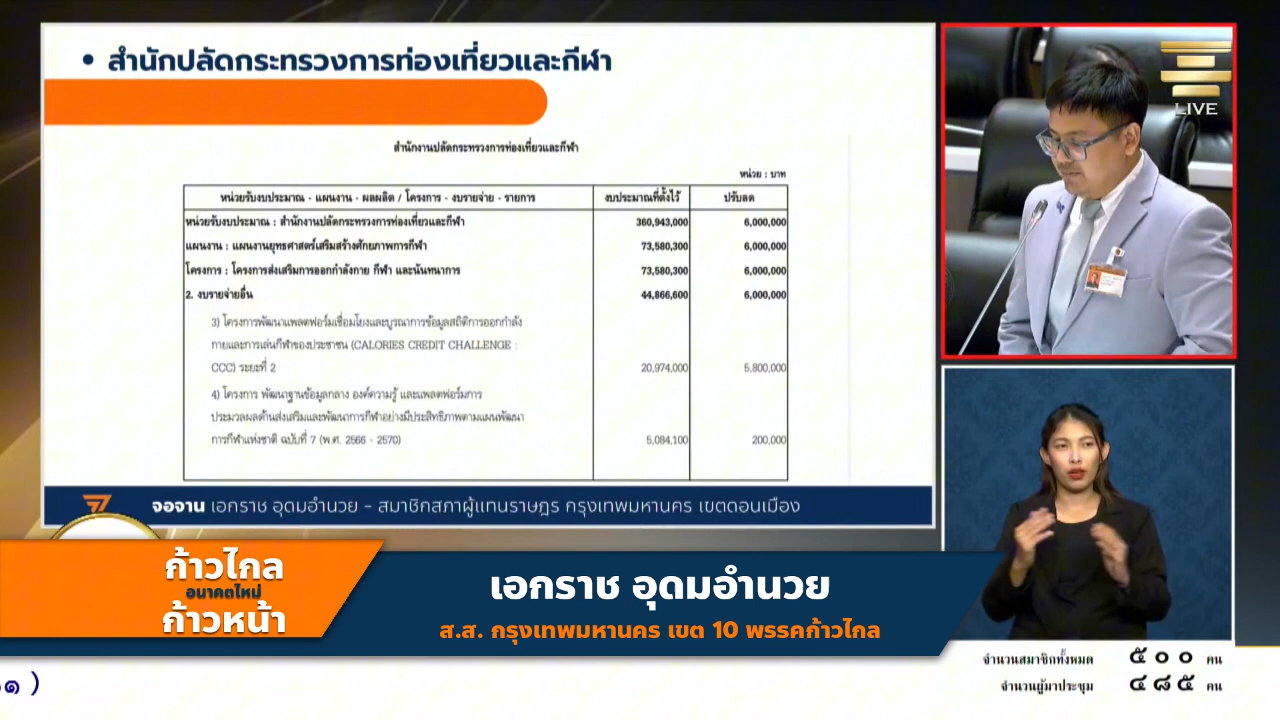 • สำนักปลัดกระทรวงการท่องเที่ยวและกีฬา
สำนักงานปลัดกระทรวงการท่องเที่ยวและกีฬา
หน่วย : บาท
หน่วยรับงบประมาณ - แผนงาน - ผลผลิต / โครงการ - งบรายจ่าย - รายการ งบประมาณที่ตั้งไว้ ปรับลด
หน่วยรับงบประมาณ : สำนักงานปลัดกระทรวงการท่องเที่ยวและกีฬา 360,943,000 6,000,000
แผนงาน : แผนงานยุทธศาสตร์เสริมสร้างศักยภาพการกีฬา 73,580,300 6,000,000
โครงการ : โครงการส่งเสริมการออกกำลังกาย กีฬา และนันทนาการ 73,580,300 6,000,000
2. งบรายจ่ายอื่น 44,866,600 6,000,000
3) โครงการพัฒนาแพลตฟอร์มเชื่อมโยงและบูรณาการข้อมูลสถิติการออกกำลัง
กายและการเล่นกีฬาของประชาชน (CALORIES CREDIT CHALLENGE :
CCC) ระยะที่ 2 20,974,000 5,800,000
4) โครงการ พัฒนาฐานข้อมูลกลาง องค์ความรู้ และแพลตฟอร์มการ
ประมวลผลด้านส่งเสริมและพัฒนาการกีฬาอย่างมีประสิทธิภาพตามแผนพัฒนา
การกีฬาแห่งชาติ ฉบับที่ 7 (พ.ศ. 2566 - 2570) 5,084,100 200,000
จอจาน เอกราช อุดมอำนวย - สมาชิกสภาผู้แทนราษฎร กรุงเทพมหานคร เขตดอนเมือง
LIVE
ก้าวไกล
อนาคตใหม่
ก้าวหน้า
เอกราช อุดมอำนวย
ส.ส. กรุงเทพมหานคร เขต 10 พรรคก้าวไกล
จำนวนสมาชิกทั้งหมด ๕๐๐ คน
จำนวนผู้มาประชุม ๔๘๕ คน
๑ )